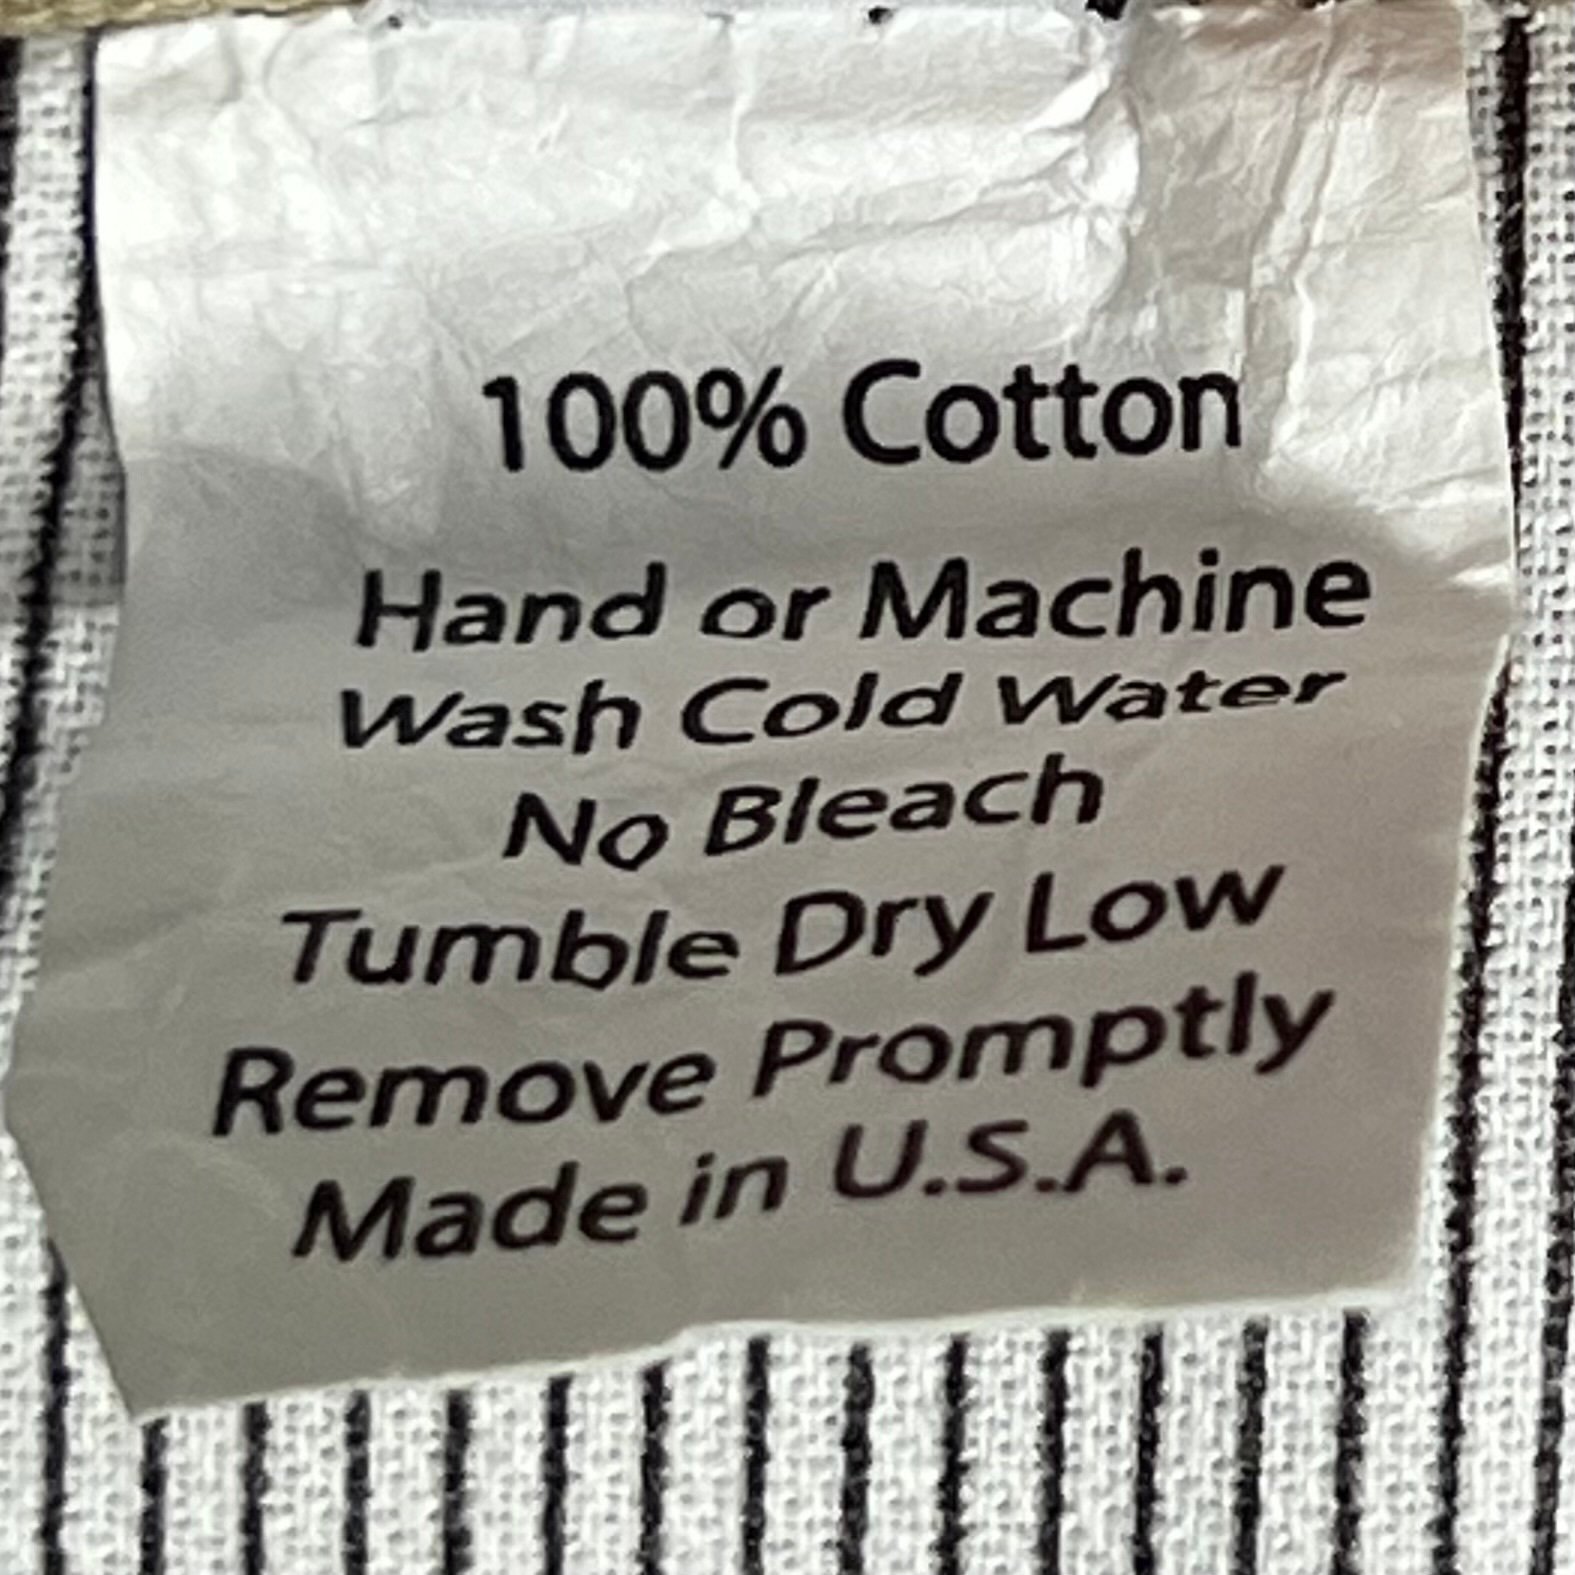 100% Cotton
Hand or Machine
Wash Cold Water
No Bleach
Tumble Dry Low
Remove Promptly
Made in U.S.A.